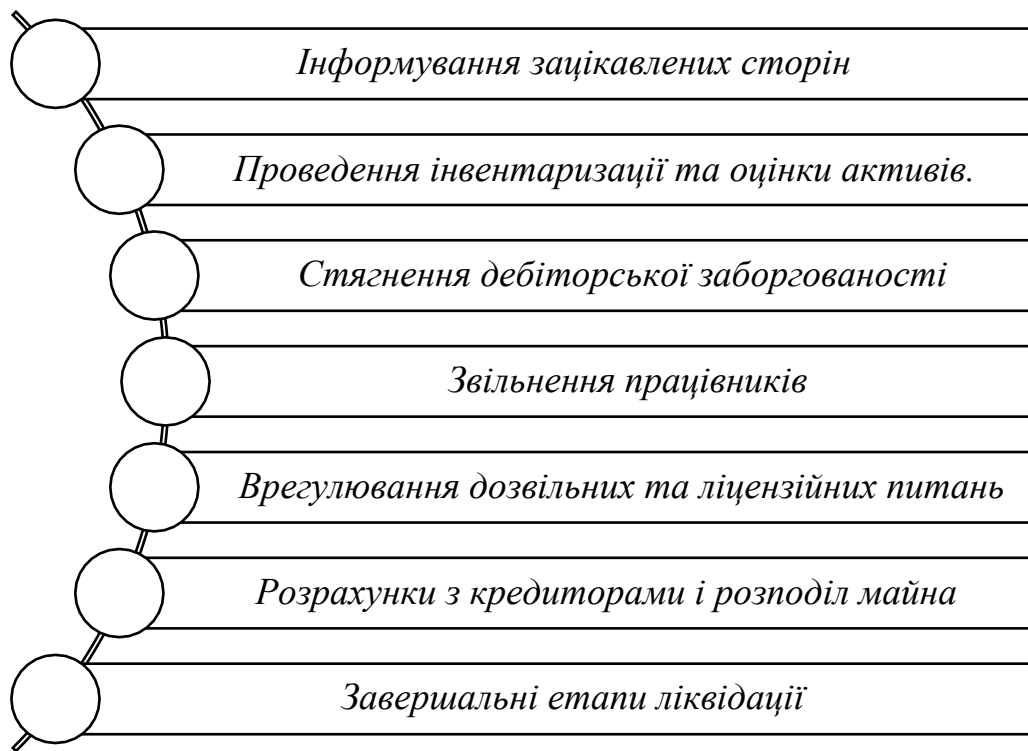 Інформування зацікавлених сторін
Проведення інвентаризації та оцінки активів.
Стягнення дебіторської заборгованості
Звільнення працівників
Врегулювання дозвільних та ліцензійних питань
Розрахунки з кредиторами і розподіл майна
Завершальні етапи ліквідації